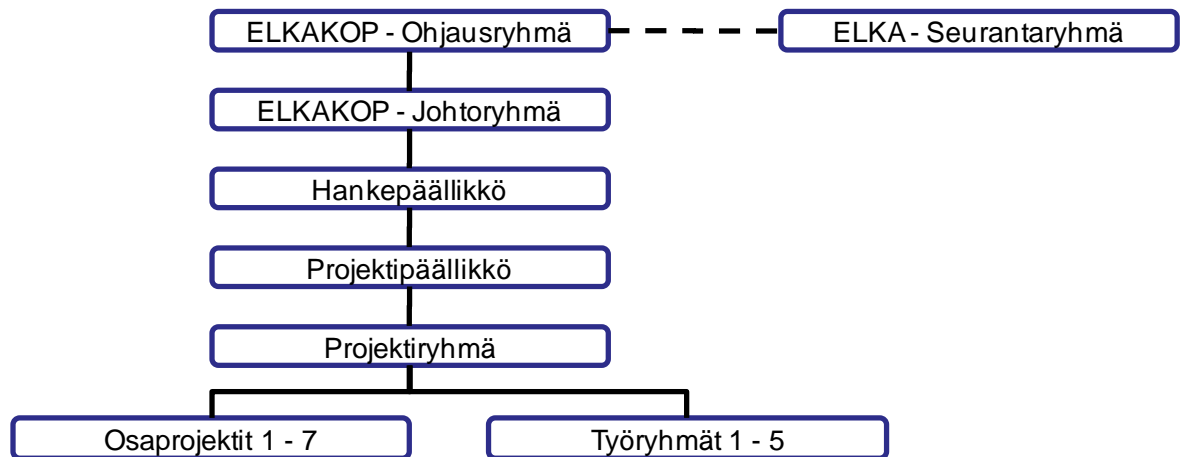 ELKAKOP - Ohjausryhmä
ELKA - Seurantaryhmä
ELKAKOP - Johtoryhmä
Hankepäällikkö
Projektipäällikkö
Projektiryhmä
Osaprojektit 1 - 7
Työryhmät 1 - 5